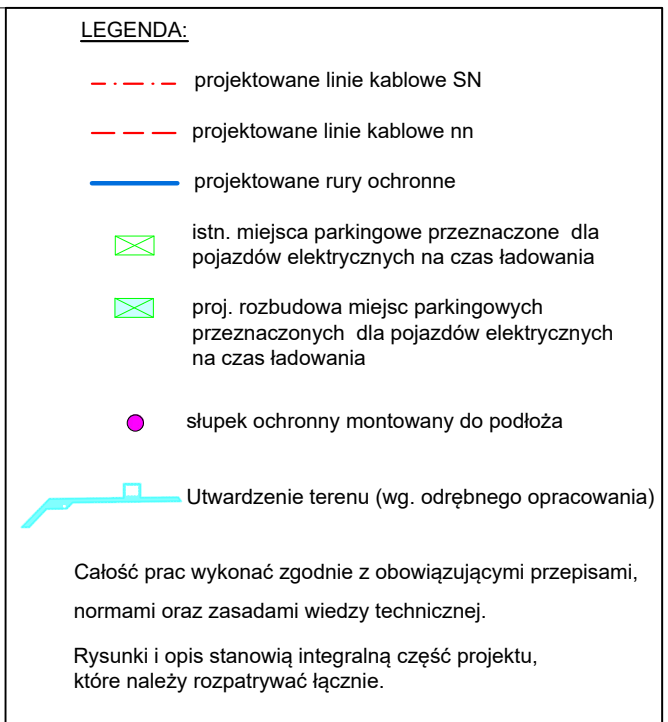 LEGENDA:
projektowane linie kablowe SN
projektowane linie kablowe nn
projektowane rury ochronne
istn. miejsca parkingowe przeznaczone dla
pojazdów elektrycznych na czas ładowania
proj. rozbudowa miejsc parkingowych
przeznaczonych dla pojazdów elektrycznych
na czas ładowania
słupek ochronny montowany do podłoża
Utwardzenie terenu (wg. odrębnego opracowania)
Całość prac wykonać zgodnie z obowiązującymi przepisami,
normami oraz zasadami wiedzy technicznej.
Rysunki i opis stanowią integralną część projektu,
które należy rozpatrywać łącznie.